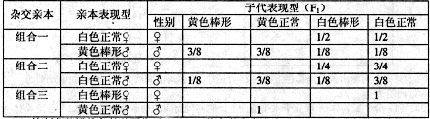 杂交亲本 亲本表现型 子代表现型（F₁）
性别 黄色棒形 黄色正常 白色棒形 白色正常
组合一 白色正常♀ ♀ 1/2 1/2
黄色棒形♂ ♂ 3/8 3/8 1/8 1/8
组合二 白色正常♀ ♀ 1/4 3/4
白色正常♂ ♂ 1/8 3/8 1/8 3/8
组合三 白色棒形♀ ♀ 1
黄色正常♂ ♂ 1